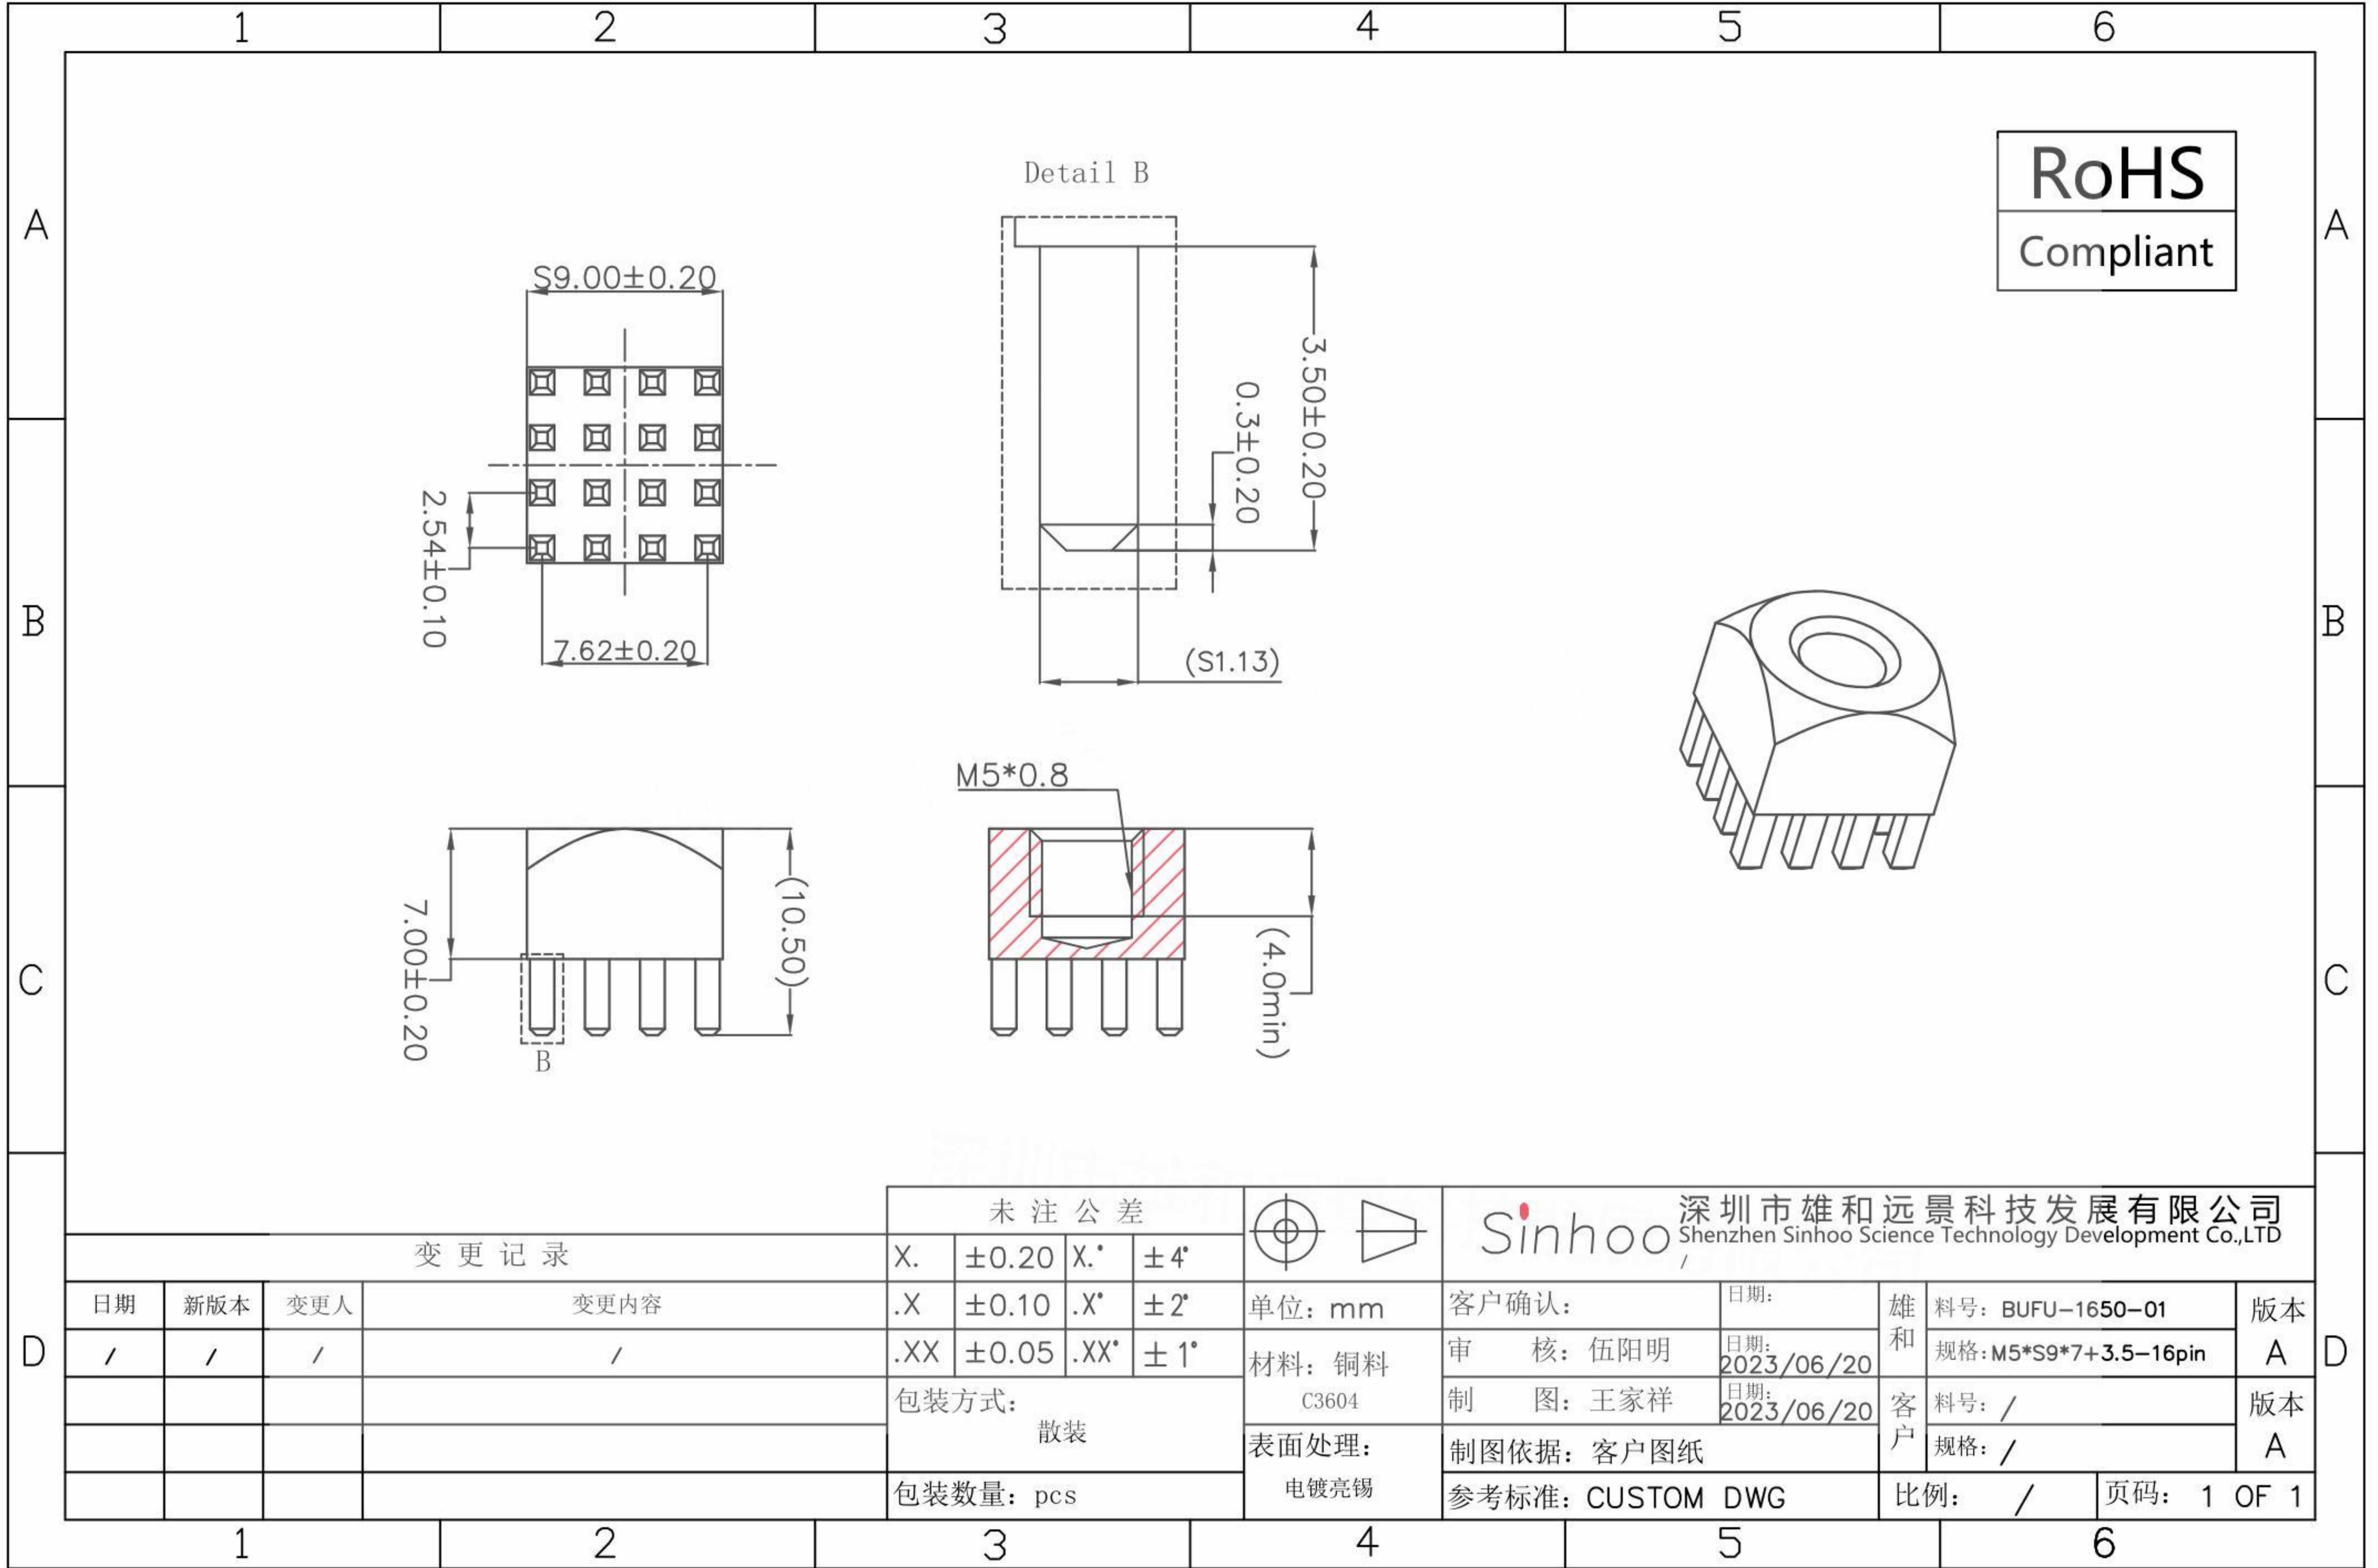 1 2 3 4 5 6
A A
B B
C C
D D
RoHS
Compliant
Detail B
S9.00±0.20
2.54±0.10
7.62±0.20
3.50±0.20
0.3±0.20
(S1.13)
7.00±0.20
(10.50)
B
M5*0.8
(4.0min)
变更记录
日期 新版本 变更人 变更内容
/ / / /
未注公差
X. ±0.20 X.° ±4°
.X ±0.10 .X° ±2°
.XX ±0.05 .XX° ±1°
包装方式:
散装
包装数量: pcs
单位: mm
材料: 铜料
C3604
表面处理:
电镀亮锡
Sinhoo 深圳市雄和远景科技发展有限公司
Shenzhen Sinhoo Science Technology Development Co.,LTD
/
客户确认: 日期:
审 核: 伍阳明 日期: 2023/06/20
制 图: 王家祥 日期: 2023/06/20
制图依据: 客户图纸
参考标准: CUSTOM DWG
雄和 料号: BUFU-1650-01 版本
规格: M5*S9*7+3.5-16pin A
客户 料号: / 版本
规格: / A
比例: / 页码: 1 OF 1
1 2 3 4 5 6